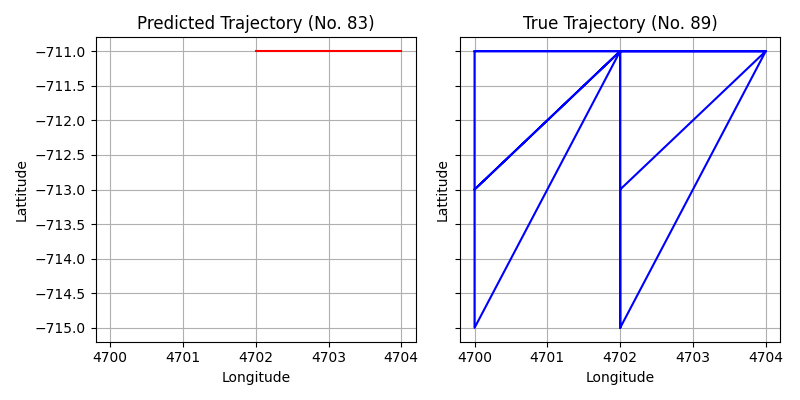 Predicted Trajectory (No. 83)
True Trajectory (No. 89)
Lattitude
−711.0
−711.5
−712.0
−712.5
−713.0
−713.5
−714.0
−714.5
−715.0
4700 4701 4702 4703 4704
Longitude
Lattitude
4700 4701 4702 4703 4704
Longitude